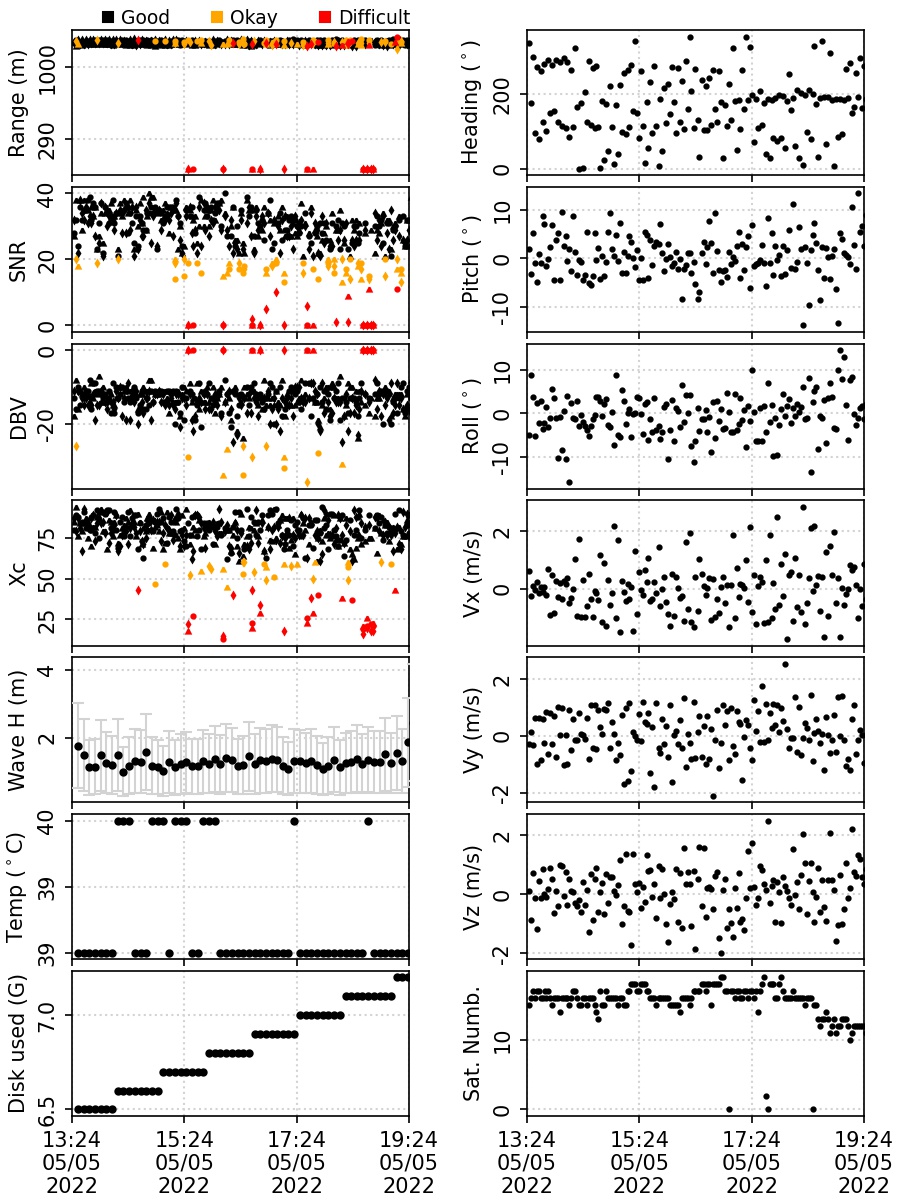 Good Okay Difficult
Range (m)
1000
290
SNR
40
20
0
DBV
0
-20
Xc
75
50
25
Wave H (m)
4
2
Temp (°C)
40
39
39
Disk used (G)
7.0
6.5
13:24 15:24 17:24 19:24
05/05 05/05 05/05 05/05
2022 2022 2022 2022
Heading (°)
200
0
Pitch (°)
10
0
-10
Roll (°)
10
0
-10
Vx (m/s)
2
0
Vy (m/s)
2
0
-2
Vz (m/s)
2
0
-2
Sat. Numb.
10
0
13:24 15:24 17:24 19:24
05/05 05/05 05/05 05/05
2022 2022 2022 2022